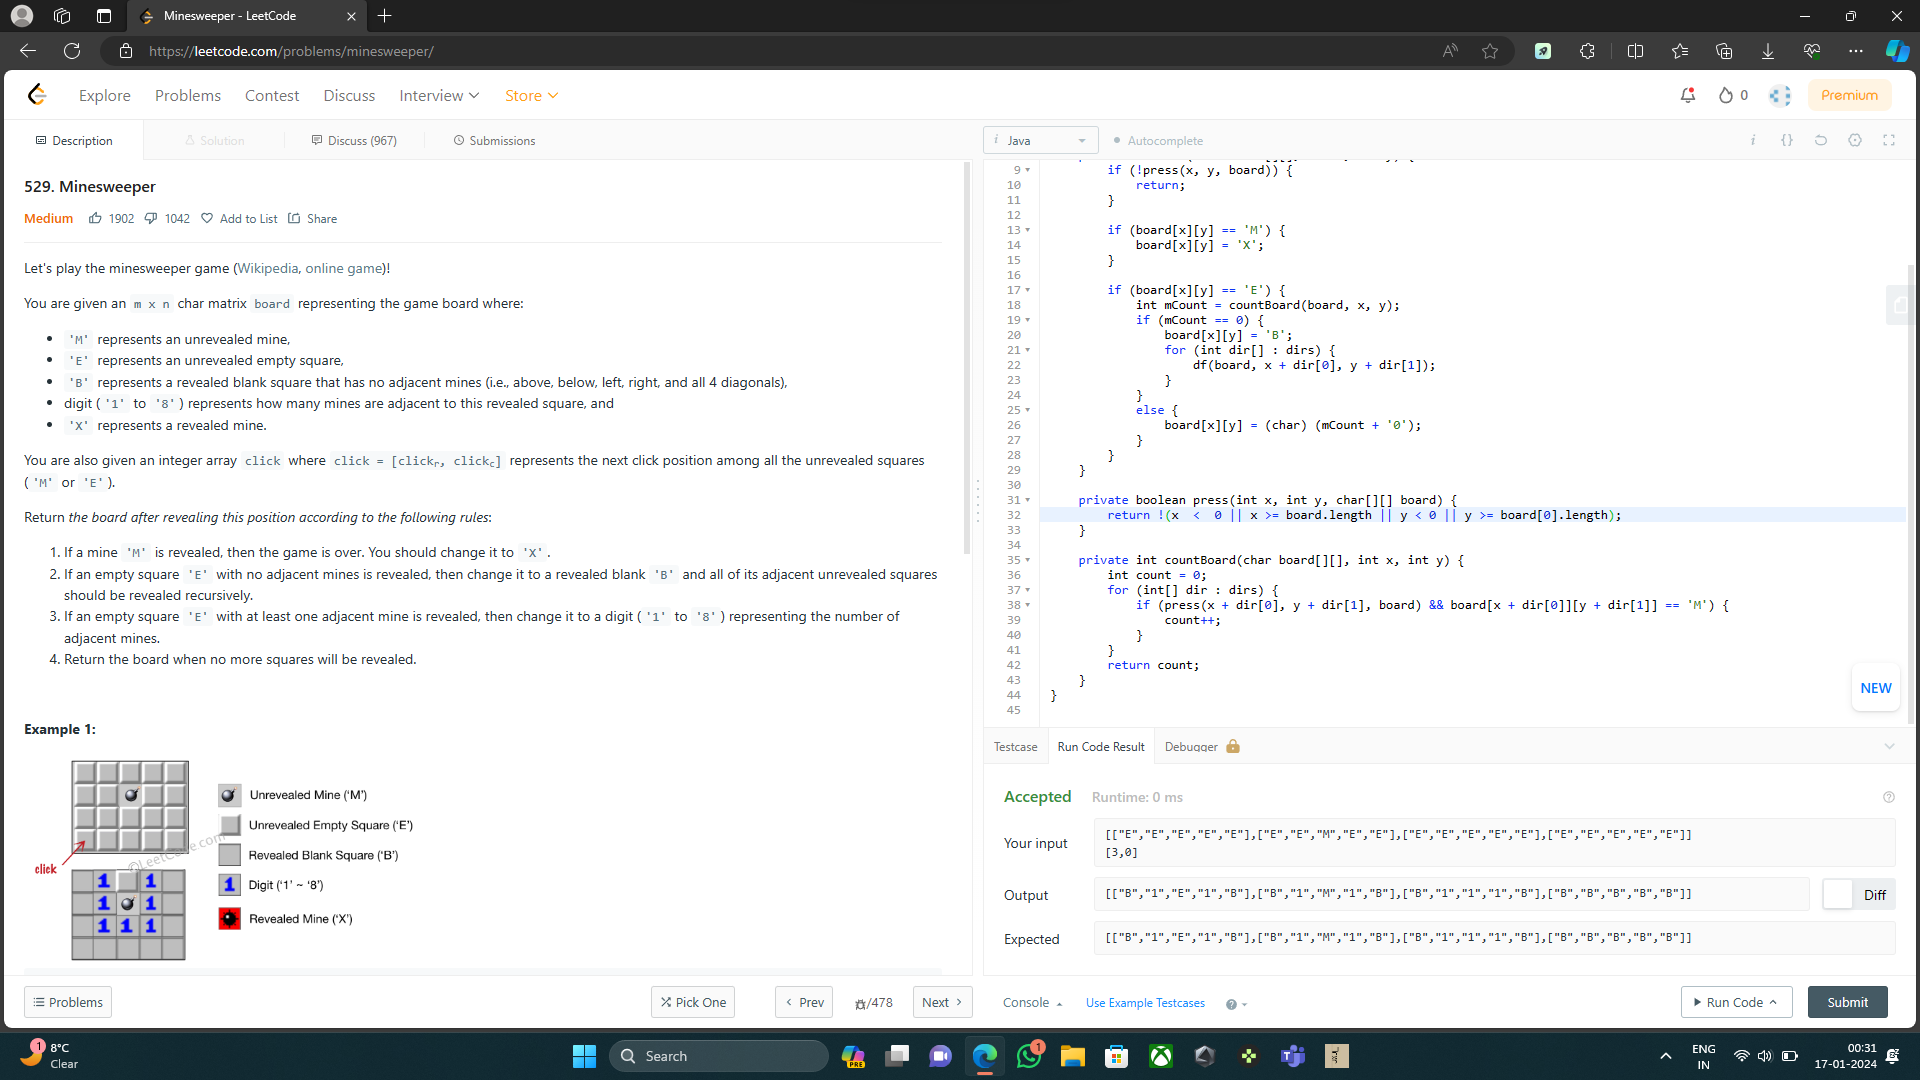 Minesweeper - LeetCode
https://leetcode.com/problems/minesweeper/
Explore Problems Contest Discuss Interview Store
0 Premium
Description Solution Discuss (967) Submissions
529. Minesweeper
Medium 1902 1042 Add to List Share
Let's play the minesweeper game (Wikipedia, online game)!
You are given an m x n char matrix board representing the game board where:
• 'M' represents an unrevealed mine,
• 'E' represents an unrevealed empty square,
• 'B' represents a revealed blank square that has no adjacent mines (i.e., above, below, left, right, and all 4 diagonals),
• digit ('1' to '8') represents how many mines are adjacent to this revealed square, and
• 'X' represents a revealed mine.
You are also given an integer array click where click = [clickr, clickc] represents the next click position among all the unrevealed squares
('M' or 'E').
Return the board after revealing this position according to the following rules:
1. If a mine 'M' is revealed, then the game is over. You should change it to 'X'.
2. If an empty square 'E' with no adjacent mines is revealed, then change it to a revealed blank 'B' and all of its adjacent unrevealed squares
should be revealed recursively.
3. If an empty square 'E' with at least one adjacent mine is revealed, then change it to a digit ('1' to '8') representing the number of
adjacent mines.
4. Return the board when no more squares will be revealed.
Example 1:
Unrevealed Mine ('M')
Unrevealed Empty Square ('E')
Revealed Blank Square ('B')
1 Digit ('1' ~ '8')
Revealed Mine ('X')
click
©LeetCode.com
1 1
1 1
1 1 1
Problems Pick One Prev /478 Next
i Java Autocomplete
9 if (!press(x, y, board)) {
10 return;
11 }
12
13 if (board[x][y] == 'M') {
14 board[x][y] = 'X';
15 }
16
17 if (board[x][y] == 'E') {
18 int mCount = countBoard(board, x, y);
19 if (mCount == 0) {
20 board[x][y] = 'B';
21 for (int dir[] : dirs) {
22 df(board, x + dir[0], y + dir[1]);
23 }
24 }
25 else {
26 board[x][y] = (char) (mCount + '0');
27 }
28 }
29 }
30
31 private boolean press(int x, int y, char[][] board) {
32 return !(x < 0 || x >= board.length || y < 0 || y >= board[0].length);
33 }
34
35 private int countBoard(char board[][], int x, int y) {
36 int count = 0;
37 for (int[] dir : dirs) {
38 if (press(x + dir[0], y + dir[1], board) && board[x + dir[0]][y + dir[1]] == 'M') {
39 count++;
40 }
41 }
42 return count;
43 }
44 }
45
NEW
Testcase Run Code Result Debugger
Accepted Runtime: 0 ms
Your input
[["E","E","E","E","E"],["E","E","M","E","E"],["E","E","E","E","E"],["E","E","E","E","E"]]
[3,0]
Output [["B","1","E","1","B"],["B","1","M","1","B"],["B","1","1","1","B"],["B","B","B","B","B"]] Diff
Expected [["B","1","E","1","B"],["B","1","M","1","B"],["B","1","1","1","B"],["B","B","B","B","B"]]
Console Use Example Testcases Run Code Submit
1 8°C
Clear
Search
PRE
1
ENG
IN
00:31
17-01-2024